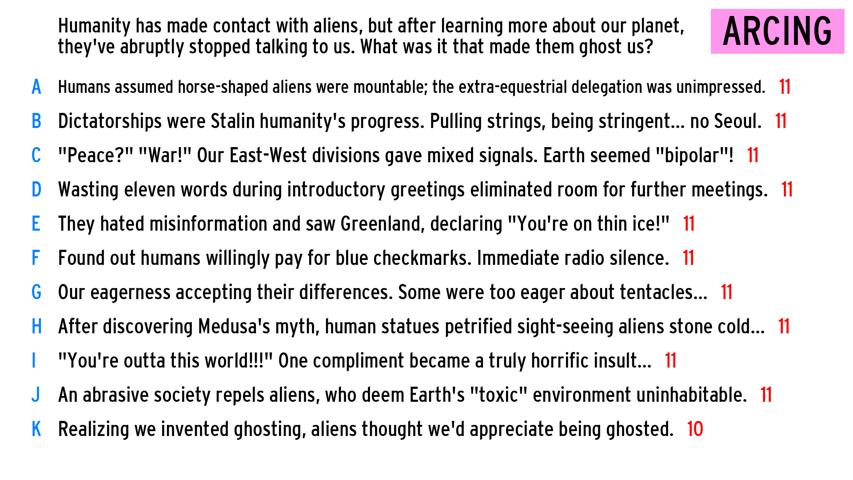 Humanity has made contact with aliens, but after learning more about our planet,
they've abruptly stopped talking to us. What was it that made them ghost us?
ARCING
A Humans assumed horse-shaped aliens were mountable; the extra-equestrial delegation was unimpressed. 11
B Dictatorships were Stalin humanity's progress. Pulling strings, being stringent... no Seoul. 11
C "Peace?" "War!" Our East-West divisions gave mixed signals. Earth seemed "bipolar"! 11
D Wasting eleven words during introductory greetings eliminated room for further meetings. 11
E They hated misinformation and saw Greenland, declaring "You're on thin ice!" 11
F Found out humans willingly pay for blue checkmarks. Immediate radio silence. 11
G Our eagerness accepting their differences. Some were too eager about tentacles... 11
H After discovering Medusa's myth, human statues petrified sight-seeing aliens stone cold... 11
I "You're outta this world!!!" One compliment became a truly horrific insult... 11
J An abrasive society repels aliens, who deem Earth's "toxic" environment uninhabitable. 11
K Realizing we invented ghosting, aliens thought we'd appreciate being ghosted. 10